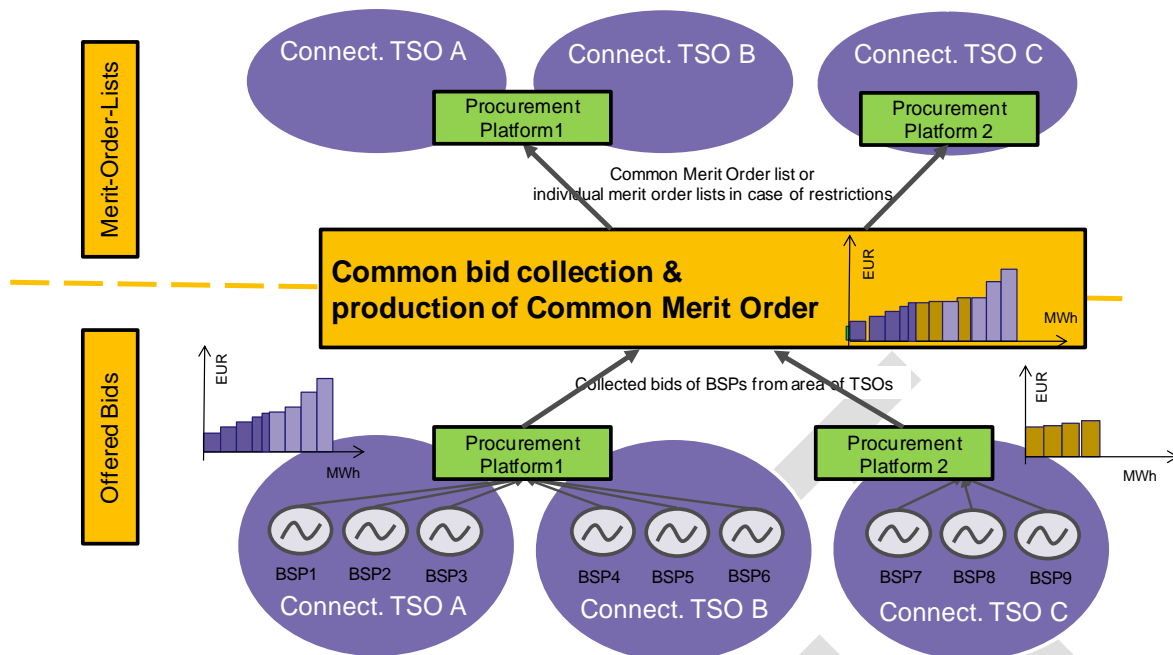 Merit-Order-Lists
Connect. TSO A
Connect. TSO B
Connect. TSO C
Procurement
Platform1
Procurement
Platform 2
Common Merit Order list or
individual merit order lists in case of restrictions
Common bid collection &
production of Common Merit Order
EUR
MWh
Offered Bids
EUR
MWh
Collected bids of BSPs from area of TSOs
EUR
MWh
Procurement
Platform1
Procurement
Platform 2
BSP1
BSP2
BSP3
BSP4
BSP5
BSP6
BSP7
BSP8
BSP9
Connect. TSO A
Connect. TSO B
Connect. TSO C